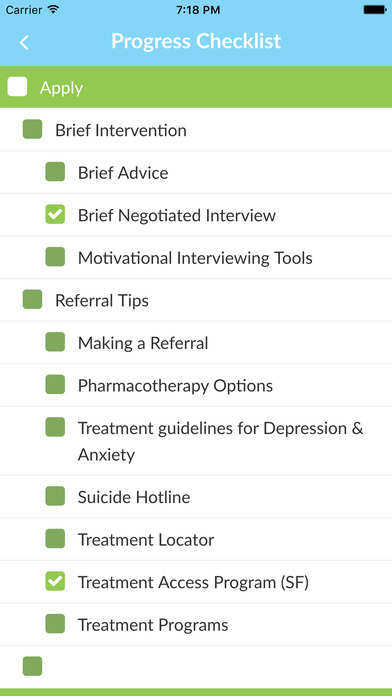 Carrier 7:18 PM
Progress Checklist
Apply
Brief Intervention
Brief Advice
Brief Negotiated Interview
Motivational Interviewing Tools
Referral Tips
Making a Referral
Pharmacotherapy Options
Treatment guidelines for Depression &
Anxiety
Suicide Hotline
Treatment Locator
Treatment Access Program (SF)
Treatment Programs